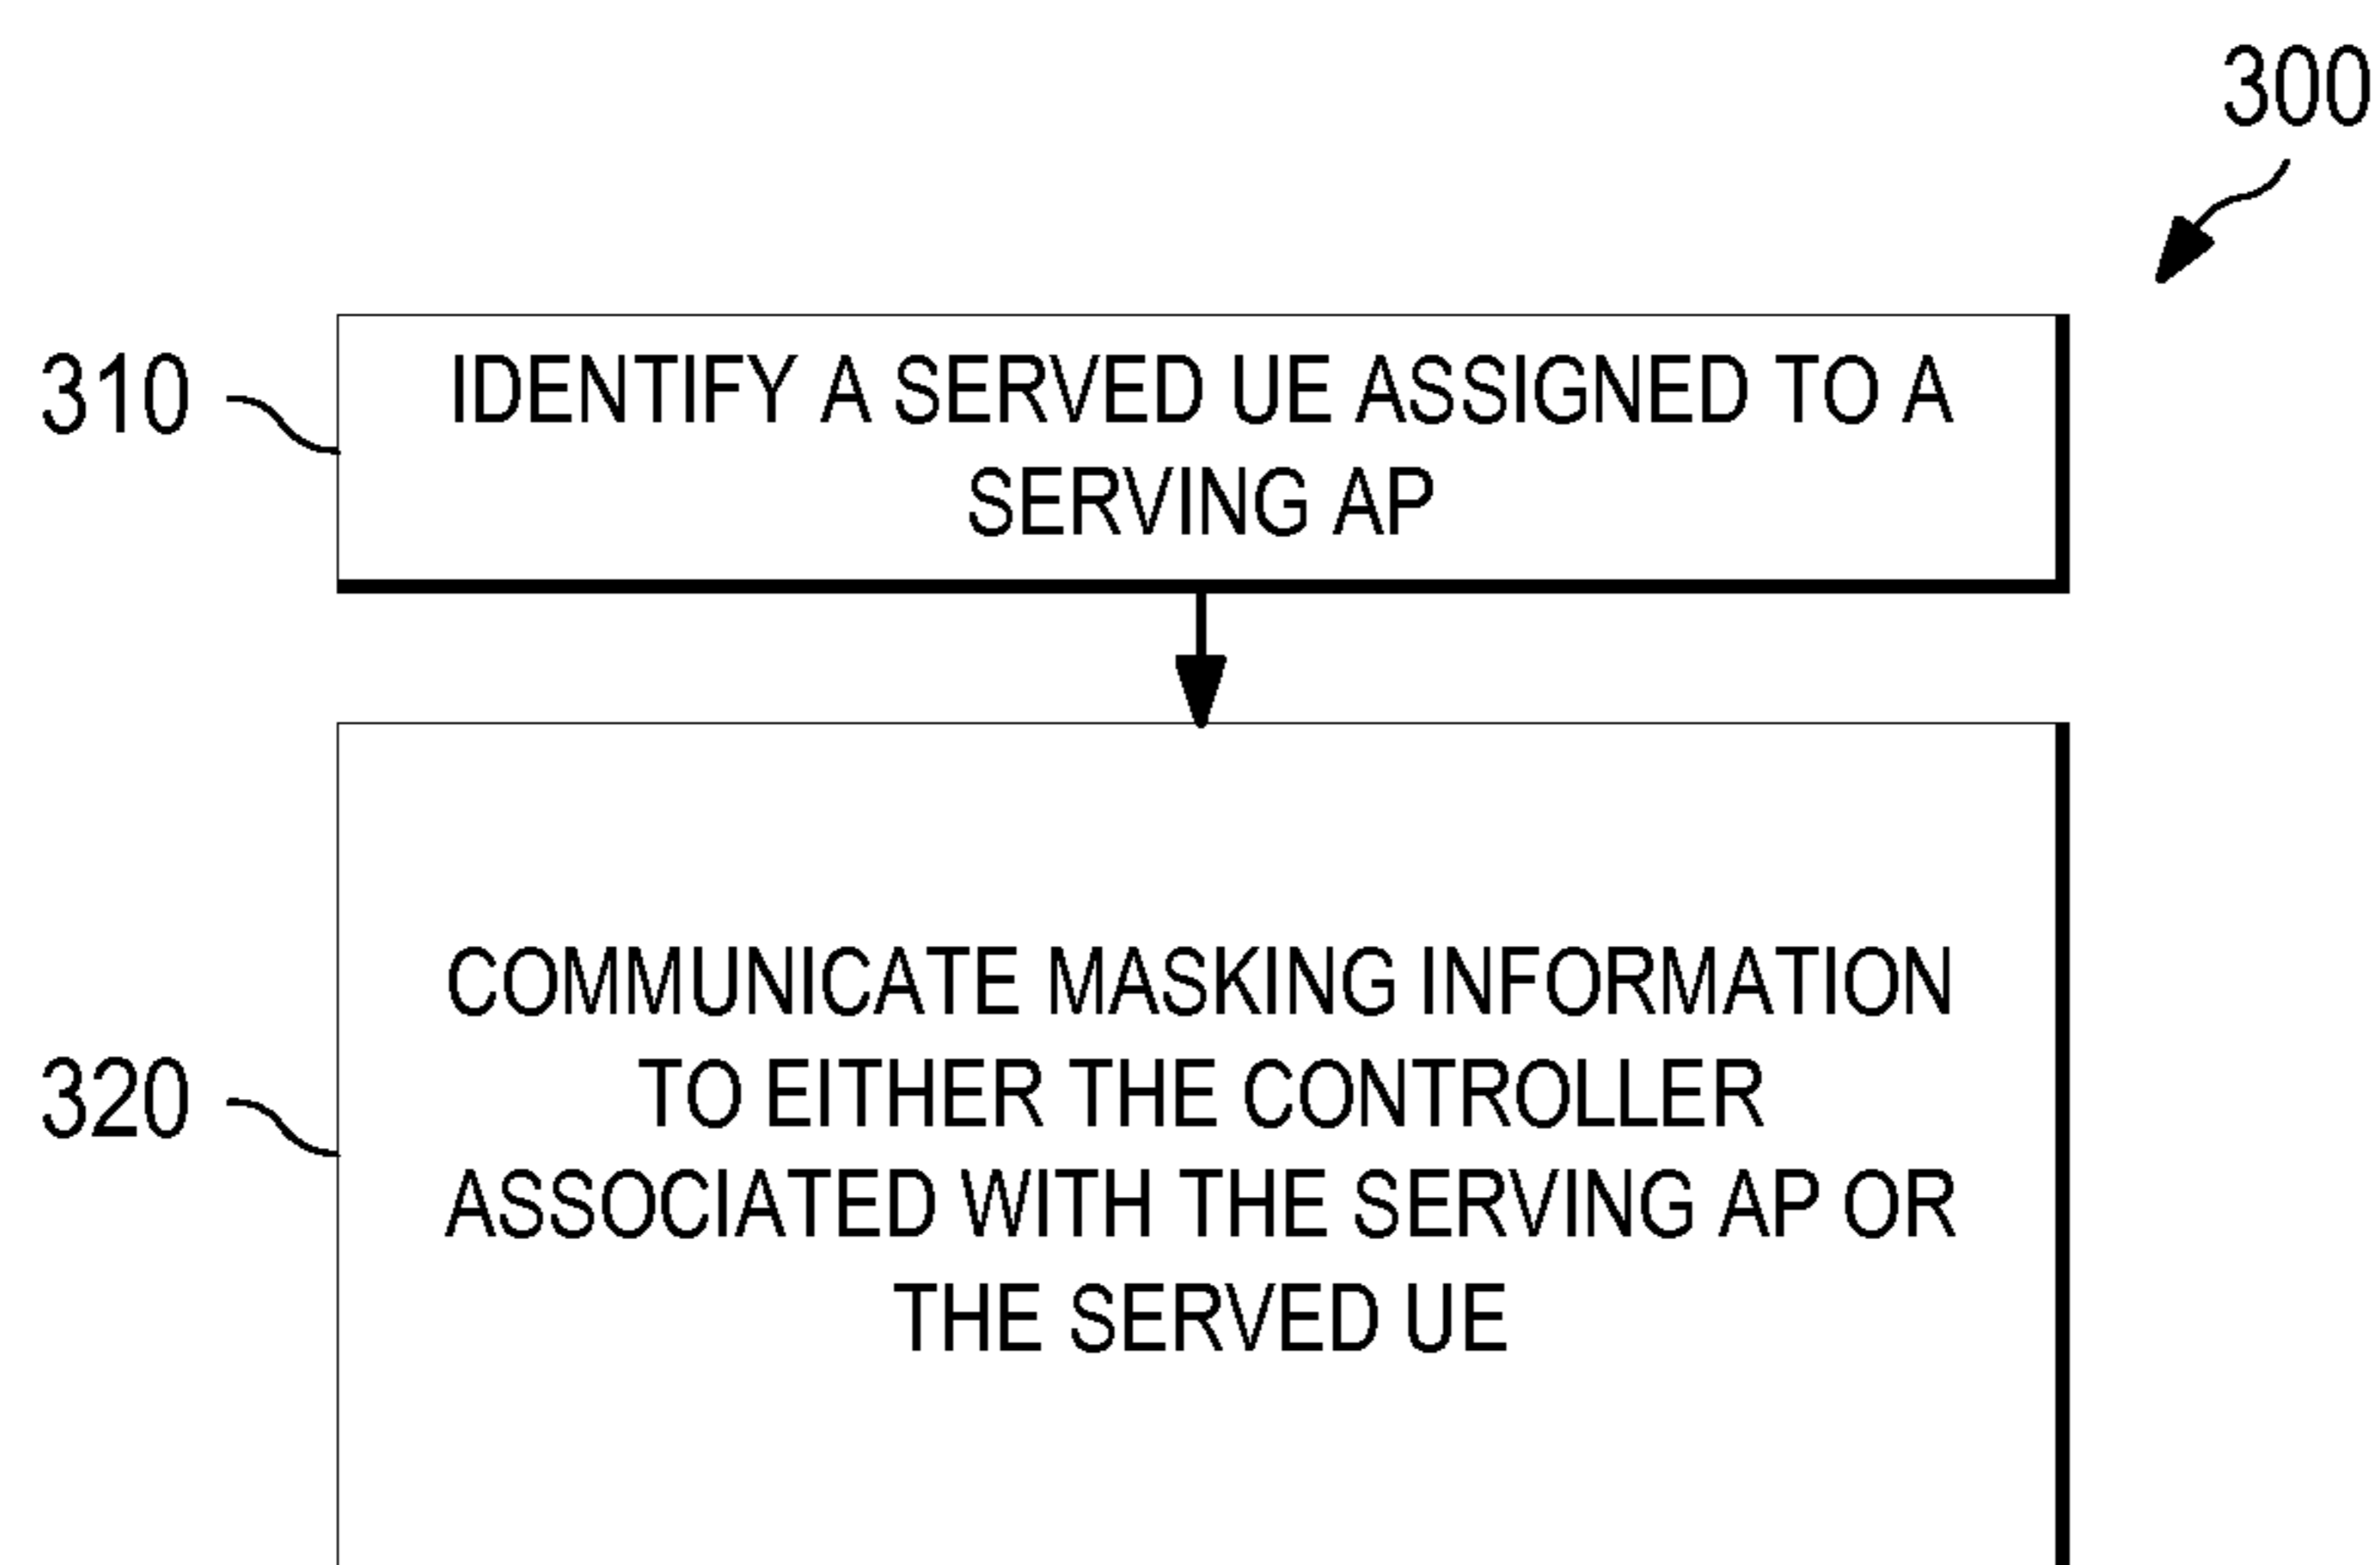 300
310
IDENTIFY A SERVED UE ASSIGNED TO A
SERVING AP
320
COMMUNICATE MASKING INFORMATION
TO EITHER THE CONTROLLER
ASSOCIATED WITH THE SERVING AP OR
THE SERVED UE